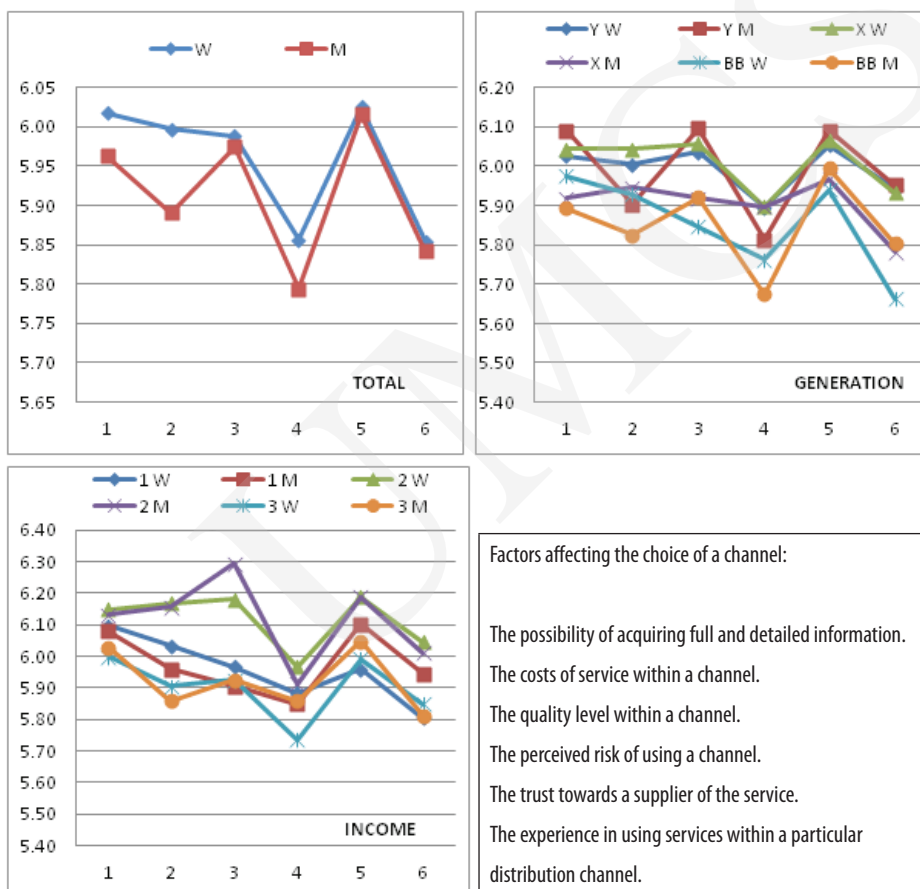 W M
6.05
6.00
5.95
5.90
5.85
5.80
5.75
5.70
5.65
TOTAL
1 2 3 4 5 6
Y W Y M X W
X M BB W BB M
6.20
6.10
6.00
5.90
5.80
5.70
5.60
5.50
5.40
GENERATION
1 2 3 4 5 6
1 W 1 M 2 W
2 M 3 W 3 M
6.40
6.30
6.20
6.10
6.00
5.90
5.80
5.70
5.60
5.50
5.40
INCOME
1 2 3 4 5 6
Factors affecting the choice of a channel:
The possibility of acquiring full and detailed information.
The costs of service within a channel.
The quality level within a channel.
The perceived risk of using a channel.
The trust towards a supplier of the service.
The experience in using services within a particular
distribution channel.
UMCS